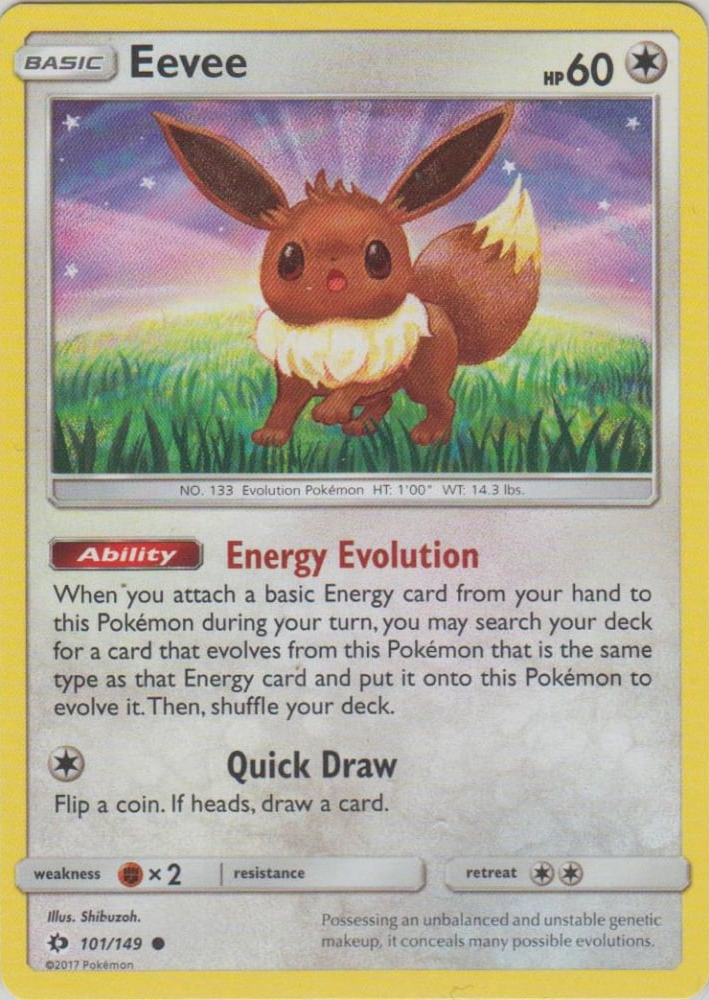 BASIC Eevee HP60
NO. 133 Evolution Pokémon HT: 1'00" WT: 14.3 lbs.
Ability Energy Evolution
When you attach a basic Energy card from your hand to
this Pokémon during your turn, you may search your deck
for a card that evolves from this Pokémon that is the same
type as that Energy card and put it onto this Pokémon to
evolve it. Then, shuffle your deck.
Quick Draw
Flip a coin. If heads, draw a card.
weakness ×2 resistance retreat
Illus. Shibuzoh.
101/149
©2017 Pokémon
Possessing an unbalanced and unstable genetic
makeup, it conceals many possible evolutions.